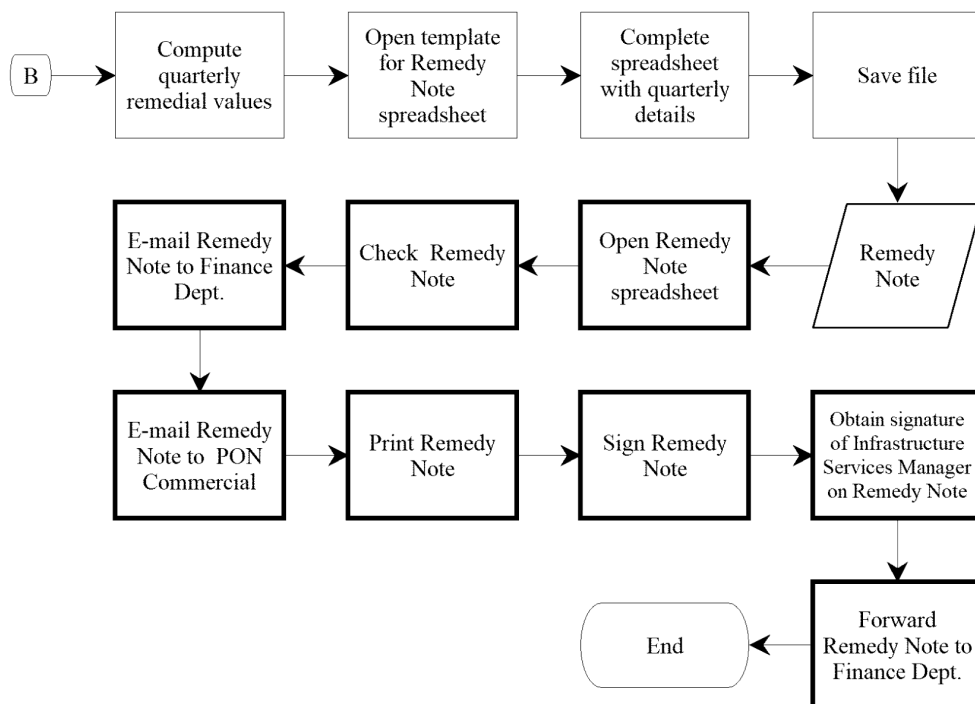 B
Compute
quarterly
remedial values
Open template
for Remedy
Note
spreadsheet
Complete
spreadsheet
with quarterly
details
Save file
Remedy
Note
Open Remedy
Note
spreadsheet
Check Remedy
Note
E-mail Remedy
Note to Finance
Dept.
E-mail Remedy
Note to PON
Commercial
Print Remedy
Note
Sign Remedy
Note
Obtain signature
of Infrastructure
Services Manager
on Remedy Note
Forward
Remedy Note to
Finance Dept.
End